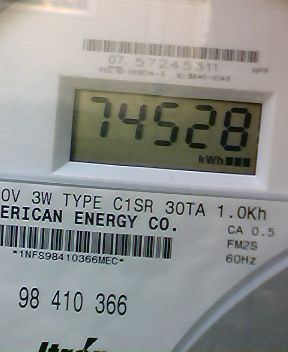 07 57245311
74528
kWh
0V 3W TYPE C1SR 30TA 1.0Kh
ERICAN ENERGY CO.
CA 0.5
FM2S
60Hz
*1NFS98410366MEC*
98 410 366
Itron